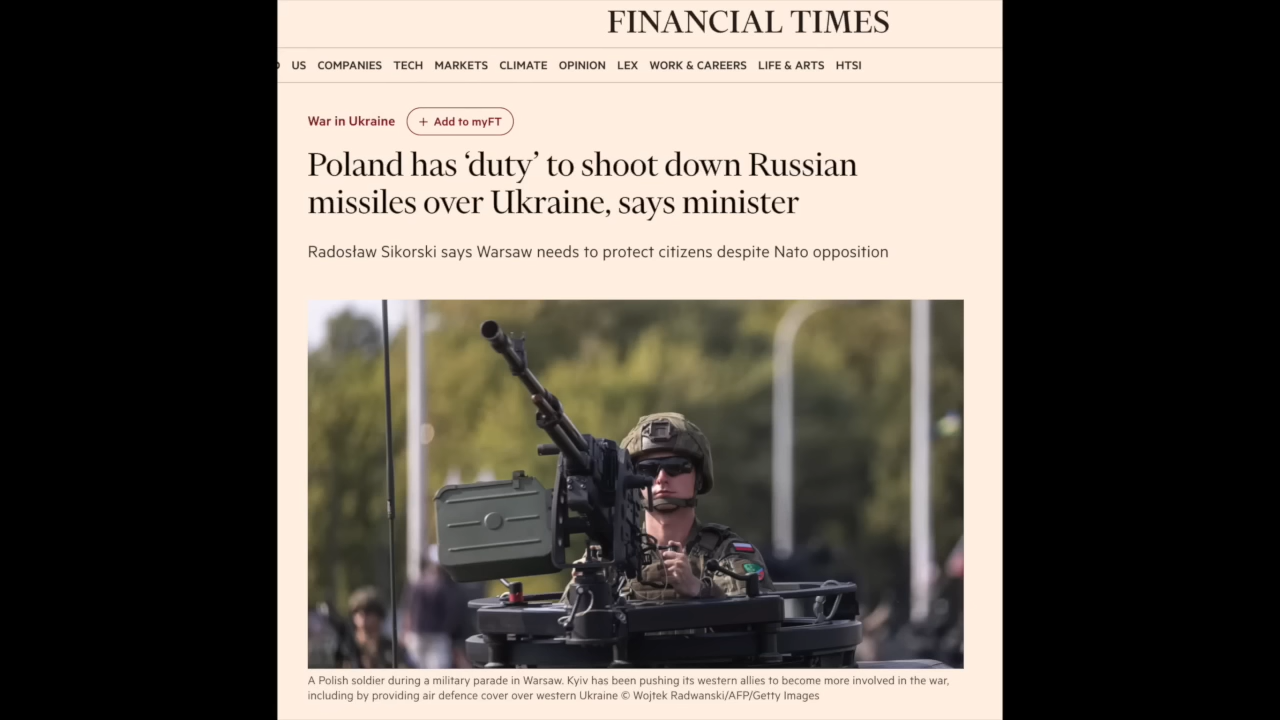 FINANCIAL TIMES
US COMPANIES TECH MARKETS CLIMATE OPINION LEX WORK & CAREERS LIFE & ARTS HTSI
War in Ukraine + Add to myFT
Poland has ‘duty’ to shoot down Russian
missiles over Ukraine, says minister
Radosław Sikorski says Warsaw needs to protect citizens despite Nato opposition
A Polish soldier during a military parade in Warsaw. Kyiv has been pushing its western allies to become more involved in the war,
including by providing air defence cover over western Ukraine © Wojtek Radwanski/AFP/Getty Images